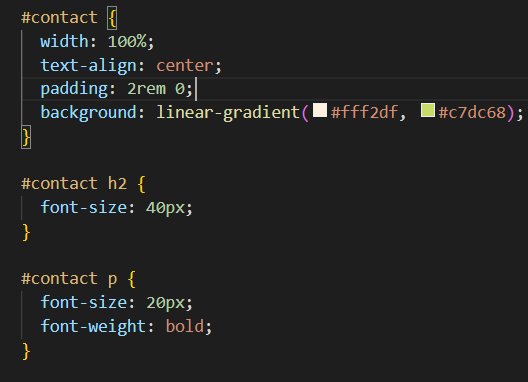 #contact {
  width: 100%;
  text-align: center;
  padding: 2rem 0;
  background: linear-gradient(#fff2df, #c7dc68);
}

#contact h2 {
  font-size: 40px;
}

#contact p {
  font-size: 20px;
  font-weight: bold;
}